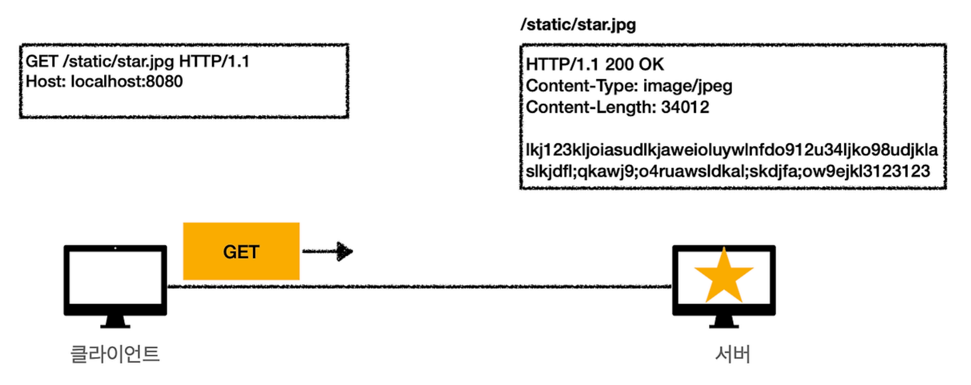 /static/star.jpg
GET /static/star.jpg HTTP/1.1
Host: localhost:8080
HTTP/1.1 200 OK
Content-Type: image/jpeg
Content-Length: 34012
lkj123kljoiasudlkjaweioluywlnfdo912u34ljko98udjkla
slkjdfl;qkawj9;o4ruawsldkal;skdjfa;ow9ejkl3123123
GET
클라이언트
서버